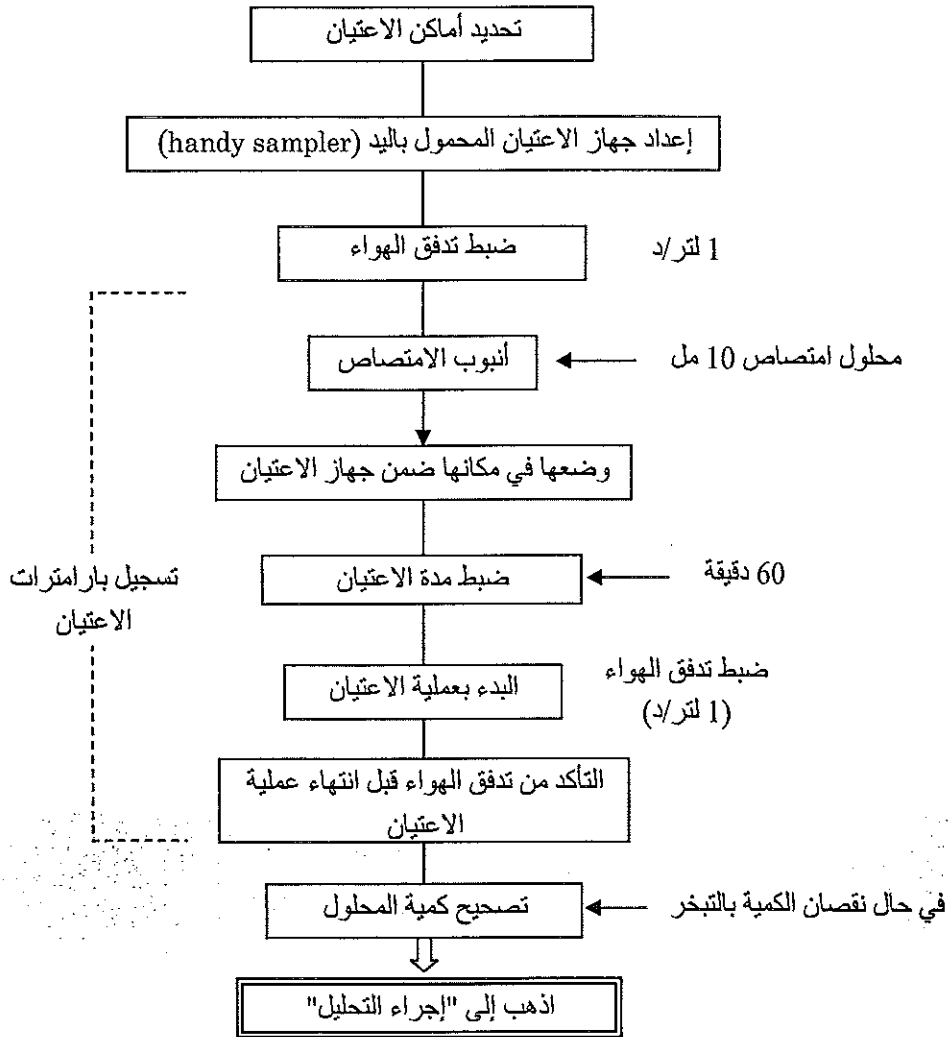 تحديد أماكن الاعتيان
إعداد جهاز الاعتيان المحمول باليد (handy sampler)
ضبط تدفق الهواء
1 لتر/د
أنبوب الامتصاص
محلول امتصاص 10 مل
وضعها في مكانها ضمن جهاز الاعتيان
ضبط مدة الاعتيان
60 دقيقة
تسجيل بارامترات
الاعتيان
البدء بعملية الاعتيان
ضبط تدفق الهواء
(1 لتر/د)
التأكد من تدفق الهواء قبل انتهاء عملية
الاعتيان
تصحيح كمية المحلول
في حال نقصان الكمية بالتبخر
اذهب إلى "إجراء التحليل"